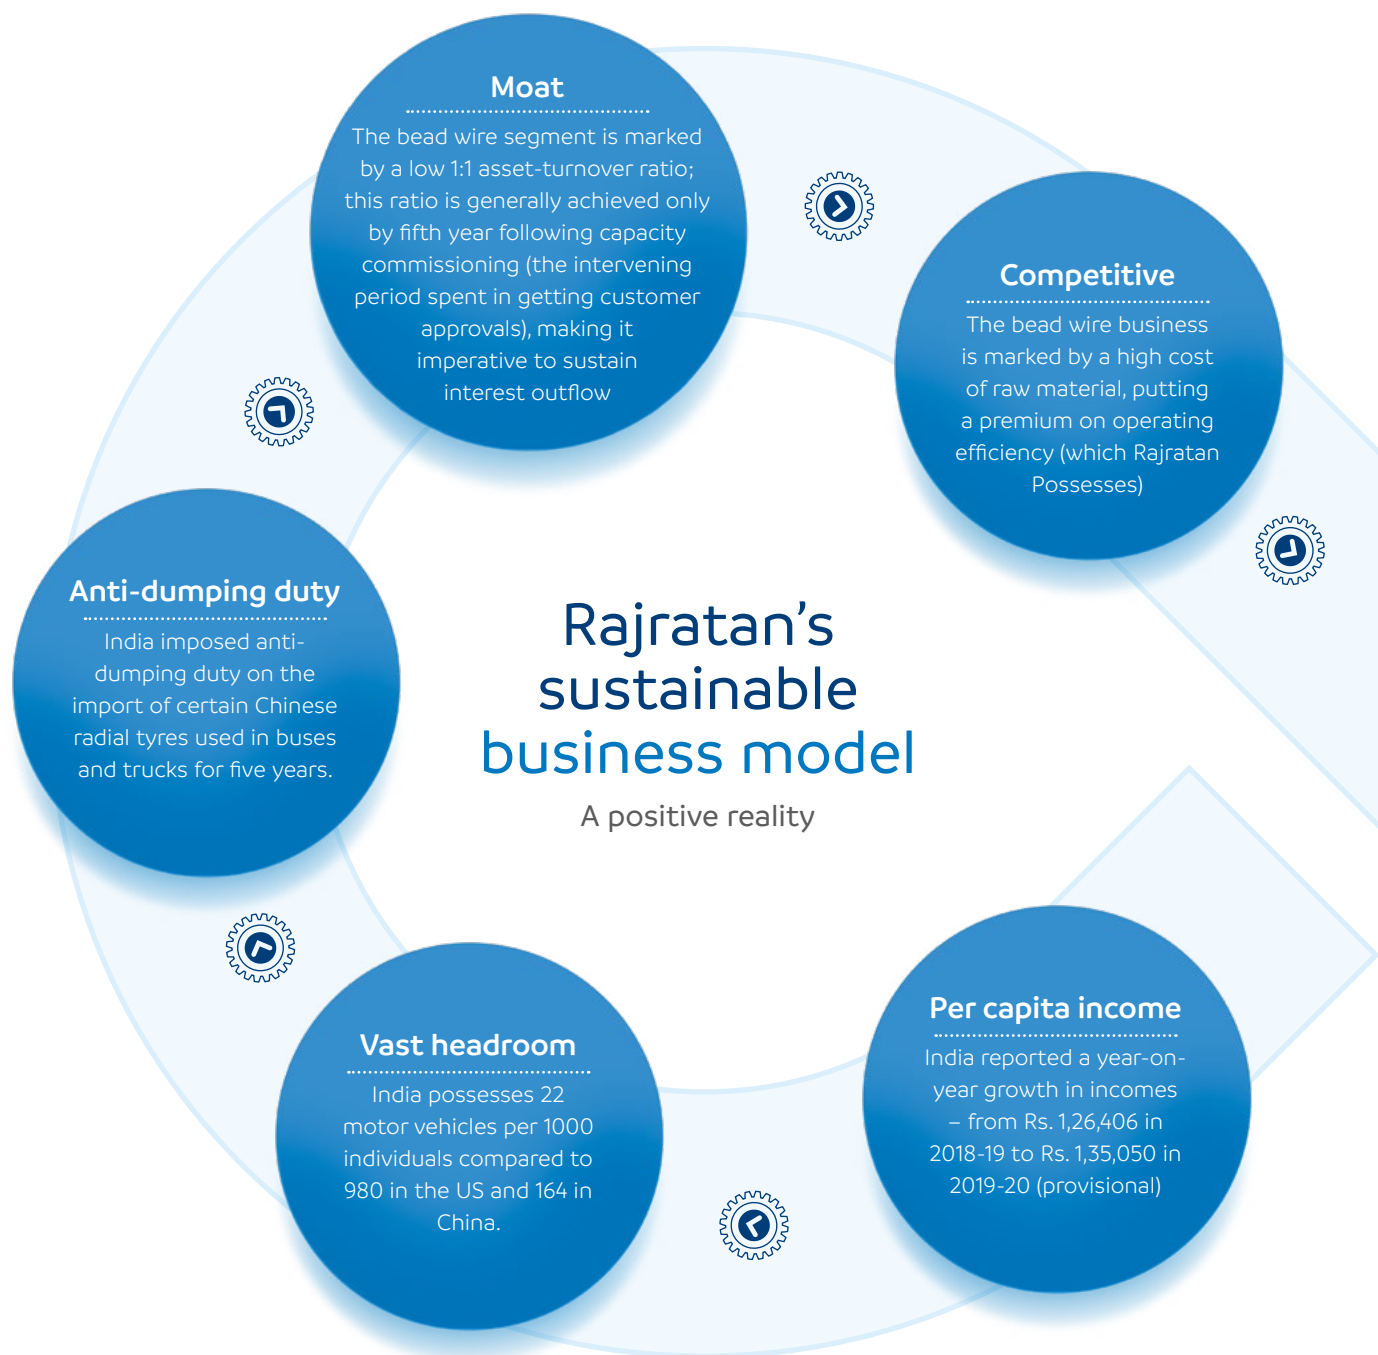 Moat
The bead wire segment is marked
by a low 1:1 asset-turnover ratio;
this ratio is generally achieved only
by fifth year following capacity
commissioning (the intervening
period spent in getting customer
approvals), making it
imperative to sustain
interest outflow
Competitive
The bead wire business
is marked by a high cost
of raw material, putting
a premium on operating
efficiency (which Rajratan
Possesses)
Anti-dumping duty
India imposed anti-
dumping duty on the
import of certain Chinese
radial tyres used in buses
and trucks for five years.
Rajratan’s
sustainable
business model
A positive reality
Vast headroom
India possesses 22
motor vehicles per 1000
individuals compared to
980 in the US and 164 in
China.
Per capita income
India reported a year-on-
year growth in incomes
– from Rs. 1,26,406 in
2018-19 to Rs. 1,35,050 in
2019-20 (provisional)